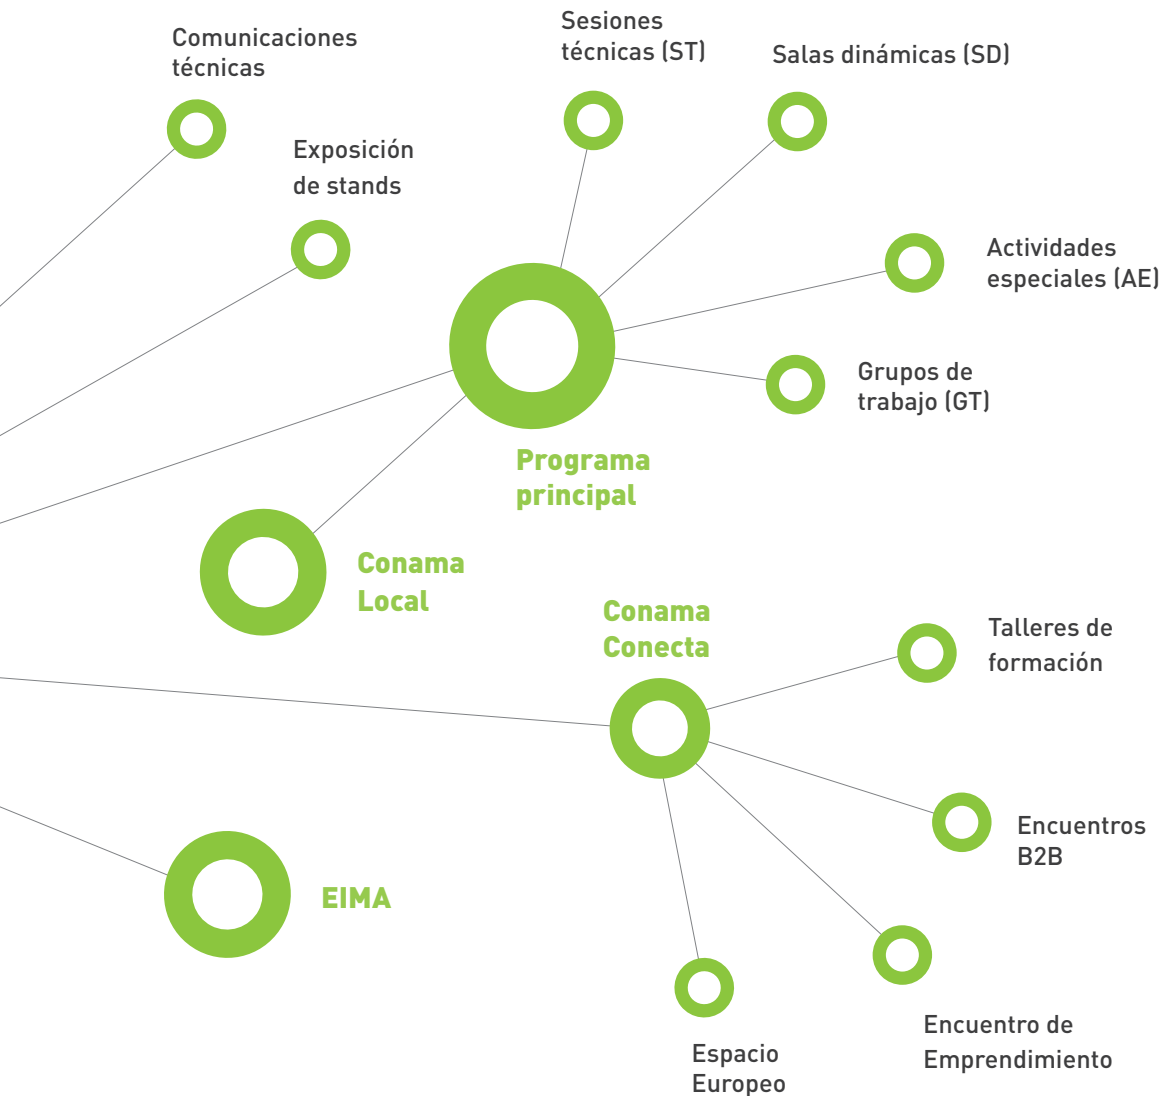 Comunicaciones
técnicas
Sesiones
técnicas (ST)
Salas dinámicas (SD)
Exposición
de stands
Actividades
especiales (AE)
Grupos de
trabajo (GT)
Programa
principal
Conama
Local
Conama
Conecta
Talleres de
formación
Encuentros
B2B
EIMA
Encuentro de
Emprendimiento
Espacio
Europeo